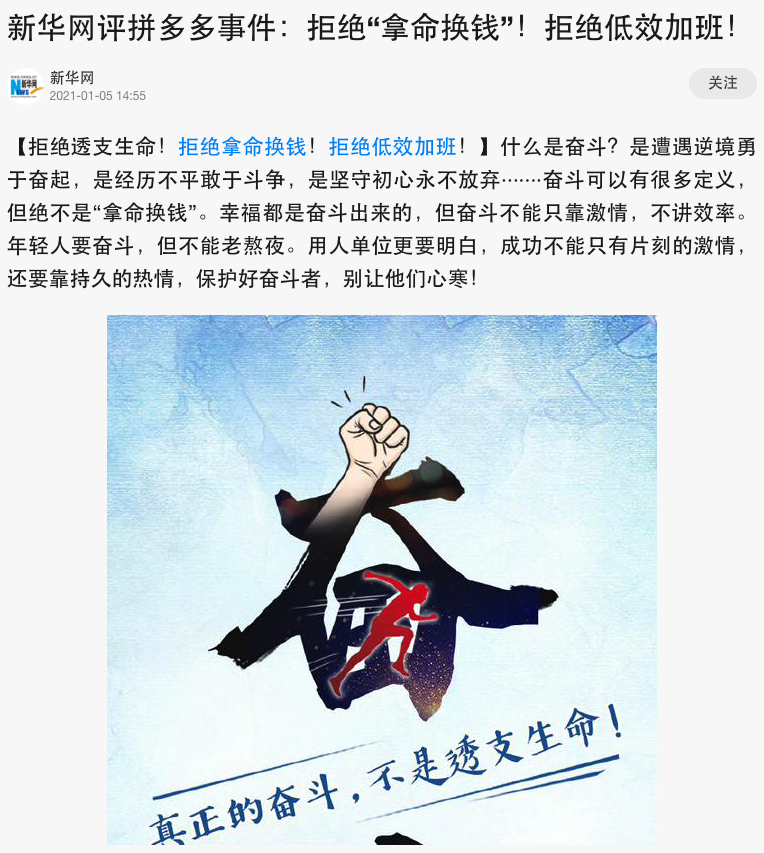 新华网评拼多多事件：拒绝“拿命换钱”！拒绝低效加班！
新华网
2021-01-05 14:55
关注
【拒绝透支生命！拒绝拿命换钱！拒绝低效加班！】什么是奋斗？是遭遇逆境勇
于奋起，是经历不平敢于斗争，是坚守初心永不放弃……奋斗可以有很多定义，
但绝不是“拿命换钱”。幸福都是奋斗出来的，但奋斗不能只靠激情，不讲效率。
年轻人要奋斗，但不能老熬夜。用人单位更要明白，成功不能只有片刻的激情，
还要靠持久的热情，保护好奋斗者，别让他们心寒！
奋
真正的奋斗，不是透支生命！